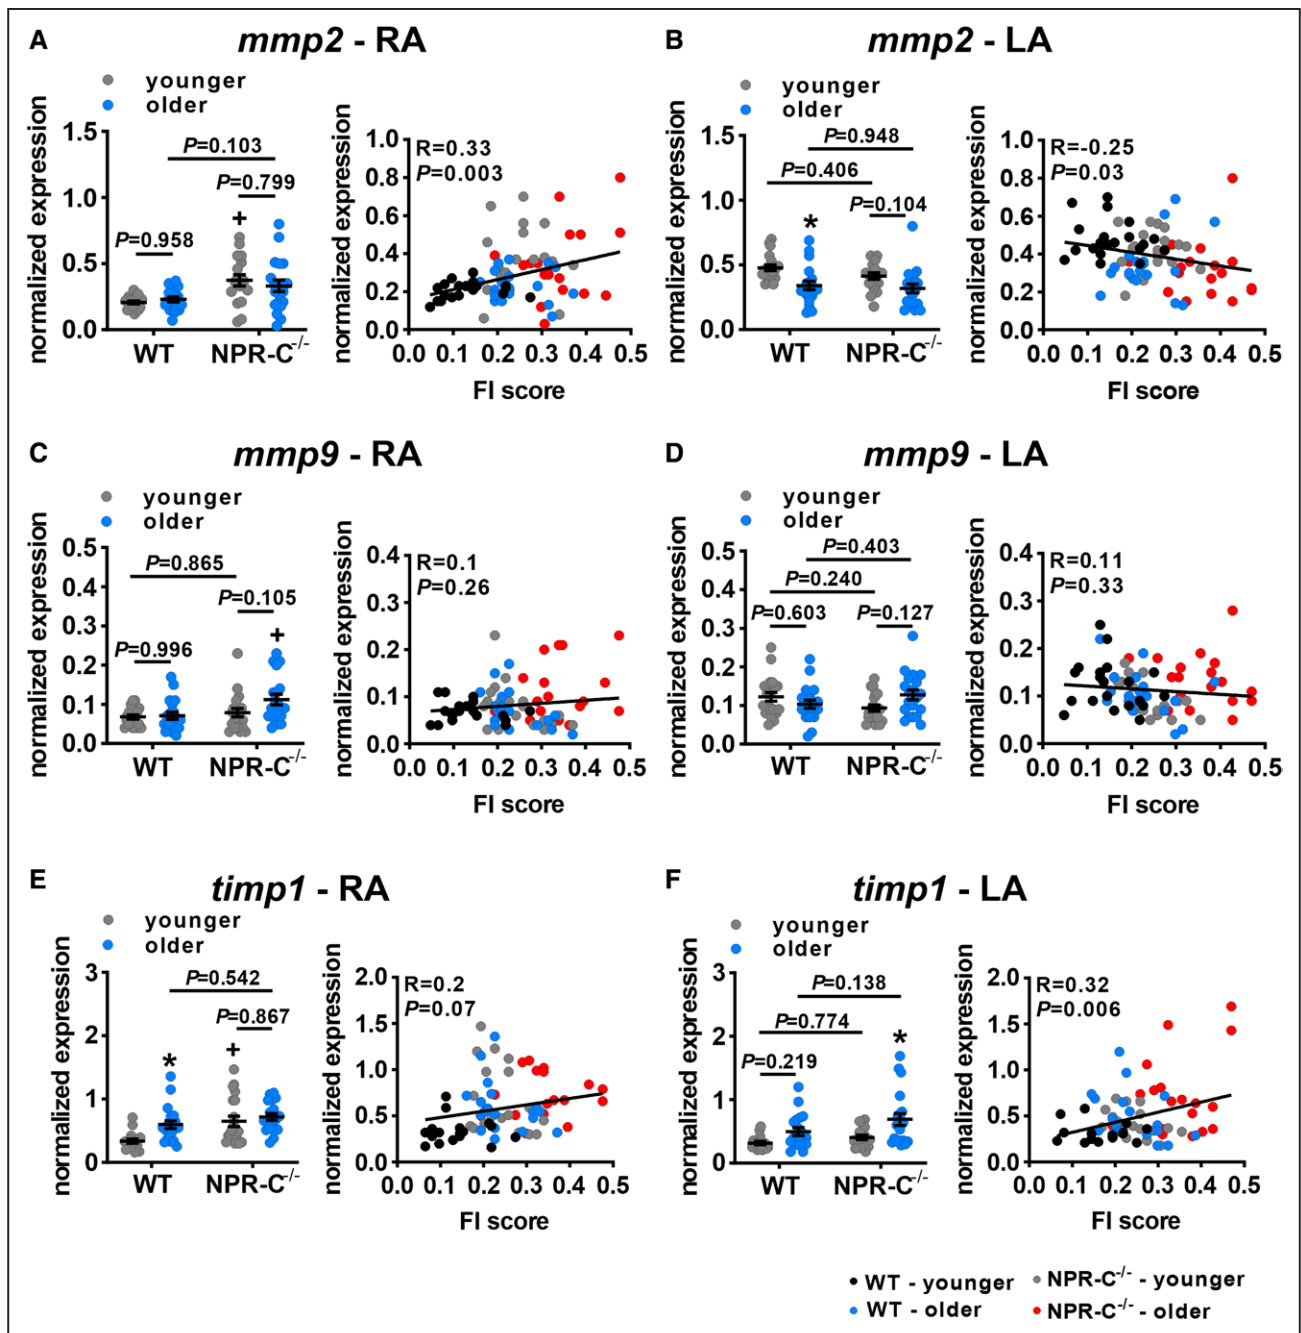 A
mmp2 - RA
younger
older
normalized expression
1.5
1.0
0.5
0.0
P=0.103
P=0.799
P=0.958
+
WT
NPR-C-/-
normalized expression
1.0
0.8
0.6
0.4
0.2
0.0
R=0.33
P=0.003
0.0 0.1 0.2 0.3 0.4 0.5
FI score
B
mmp2 - LA
younger
older
normalized expression
1.5
1.0
0.5
0.0
P=0.948
P=0.406
P=0.104
*
WT
NPR-C-/-
normalized expression
1.0
0.8
0.6
0.4
0.2
0.0
R=-0.25
P=0.03
0.0 0.1 0.2 0.3 0.4 0.5
FI score
C
mmp9 - RA
younger
older
normalized expression
0.5
0.4
0.3
0.2
0.1
0.0
P=0.865
P=0.105
P=0.996
+
WT
NPR-C-/-
normalized expression
0.4
0.3
0.2
0.1
0.0
R=0.1
P=0.26
0.0 0.1 0.2 0.3 0.4 0.5
FI score
D
mmp9 - LA
younger
older
normalized expression
0.5
0.4
0.3
0.2
0.1
0.0
P=0.403
P=0.240
P=0.603
P=0.127
WT
NPR-C-/-
normalized expression
0.4
0.3
0.2
0.1
0.0
R=0.11
P=0.33
0.0 0.1 0.2 0.3 0.4 0.5
FI score
E
timp1 - RA
younger
older
normalized expression
3
2
1
0
P=0.542
P=0.867
*
+
WT
NPR-C-/-
normalized expression
2.0
1.5
1.0
0.5
0.0
R=0.2
P=0.07
0.0 0.1 0.2 0.3 0.4 0.5
FI score
F
timp1 - LA
younger
older
normalized expression
3
2
1
0
P=0.138
P=0.774
P=0.219
*
WT
NPR-C-/-
normalized expression
2.0
1.5
1.0
0.5
0.0
R=0.32
P=0.006
0.0 0.1 0.2 0.3 0.4 0.5
FI score
WT - younger
NPR-C-/- - younger
WT - older
NPR-C-/- - older